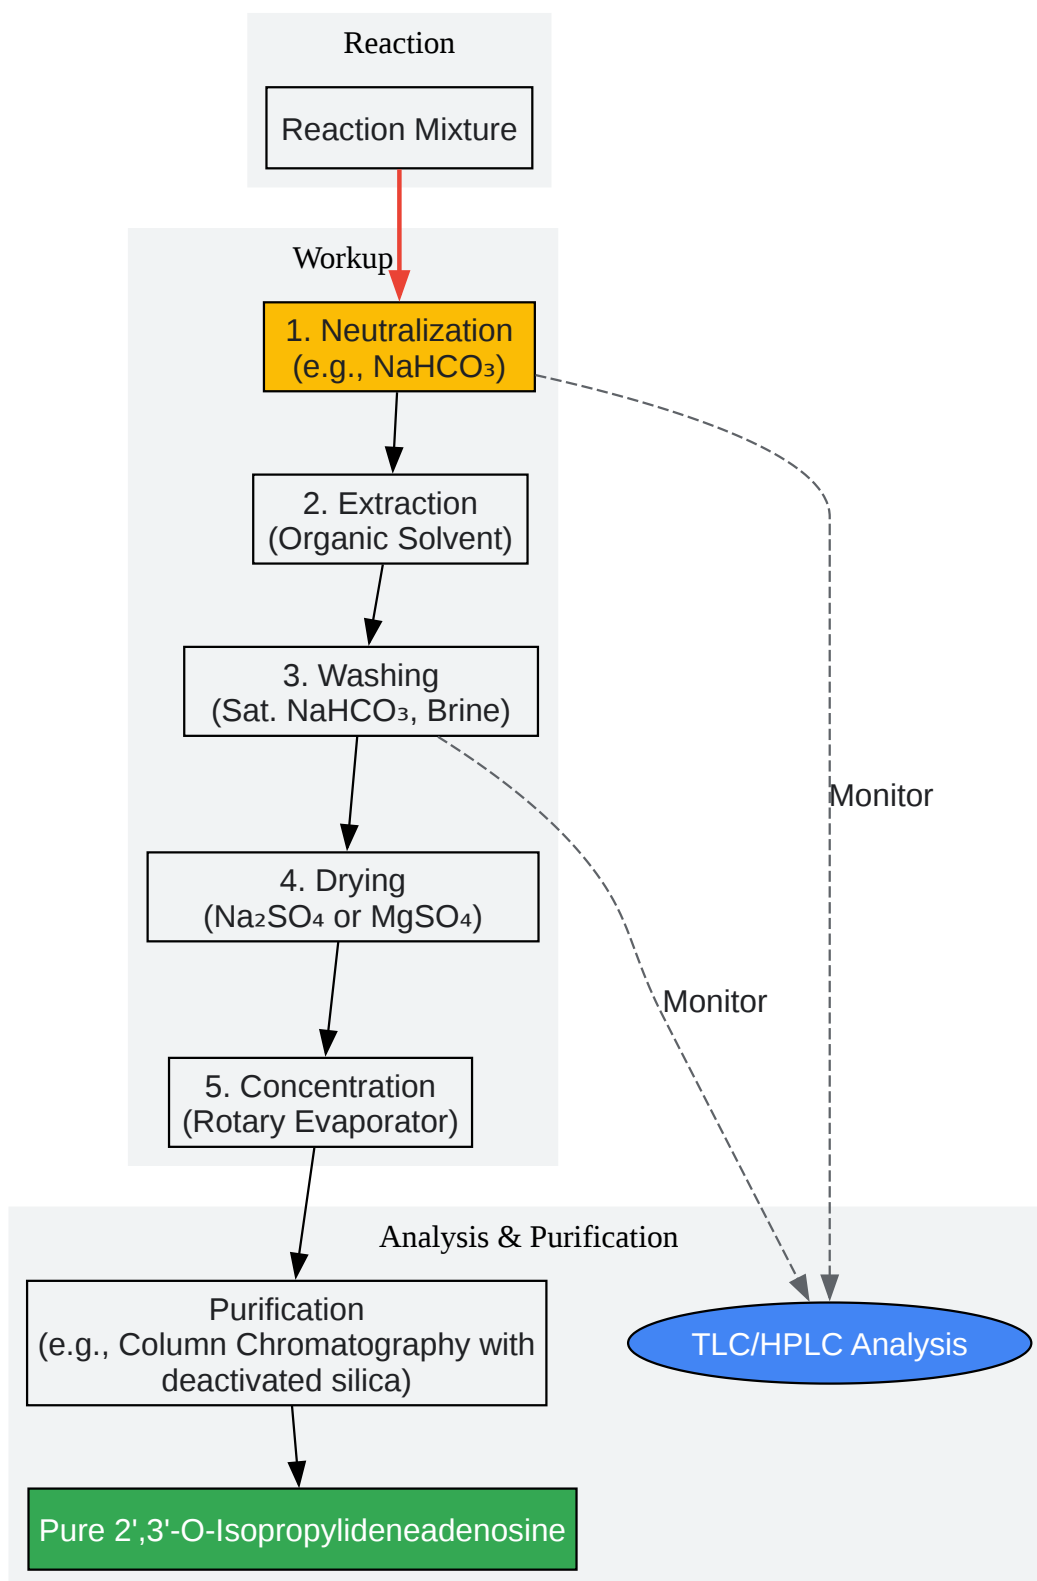 Reaction
Reaction Mixture
Workup
1. Neutralization
(e.g., NaHCO₃)
2. Extraction
(Organic Solvent)
3. Washing
(Sat. NaHCO₃, Brine)
Monitor
4. Drying
(Na₂SO₄ or MgSO₄)
Monitor
5. Concentration
(Rotary Evaporator)
Analysis & Purification
Purification
(e.g., Column Chromatography with
deactivated silica)
TLC/HPLC Analysis
Pure 2',3'-O-Isopropylideneadenosine